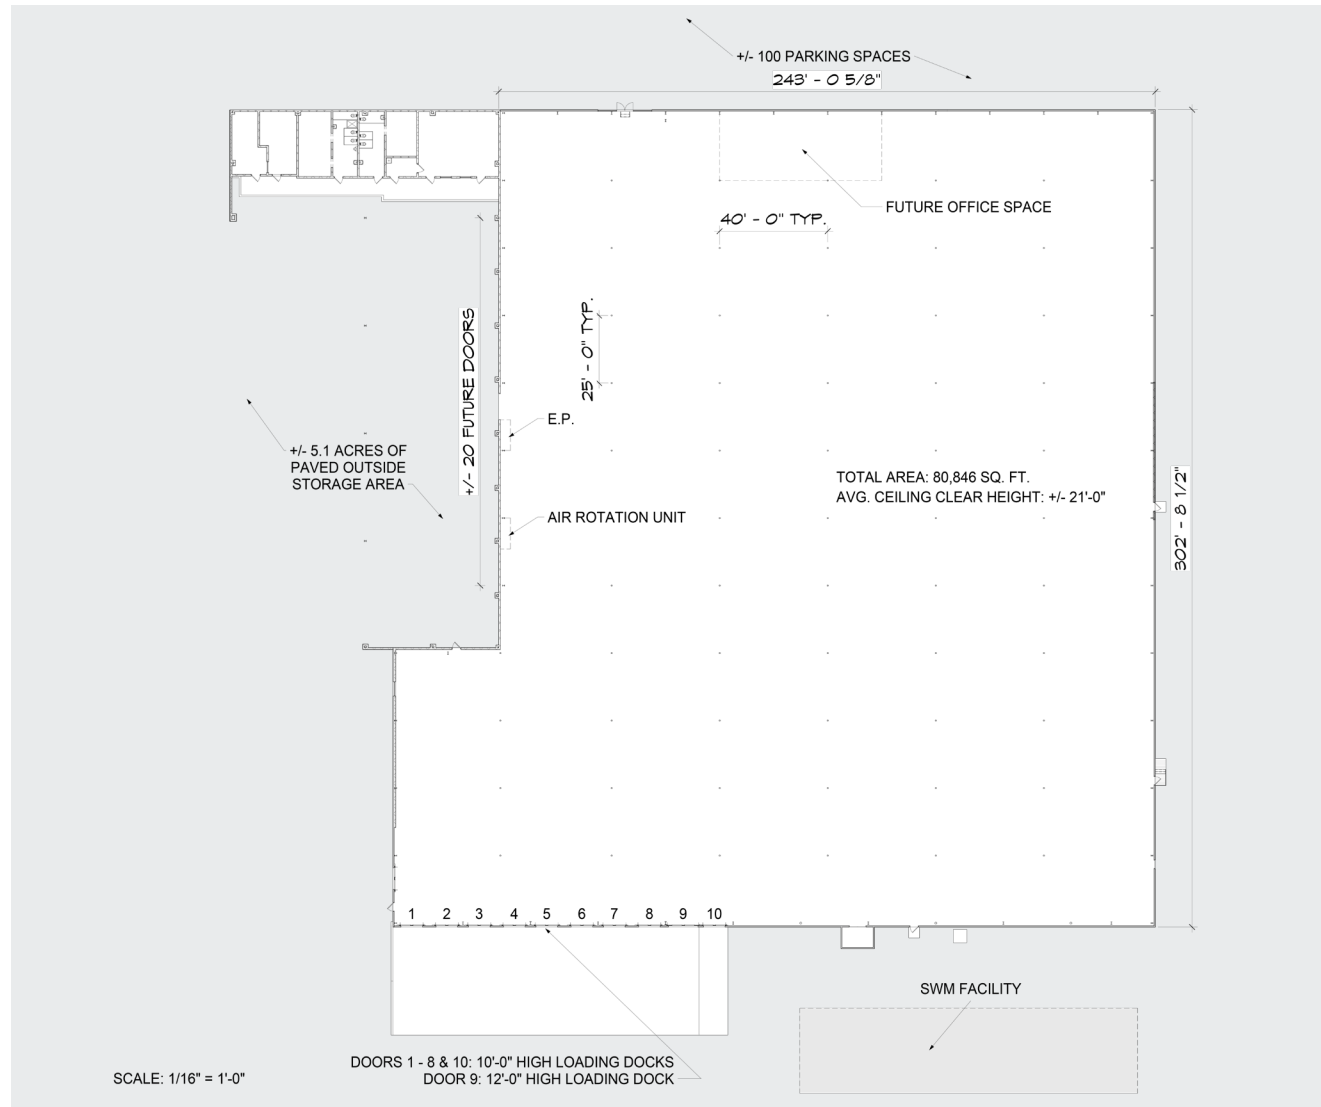 +/- 100 PARKING SPACES
243' - 0 5/8"
FUTURE OFFICE SPACE
40' - 0" TYP.
25' - 0" TYP.
+/- 20 FUTURE DOORS
E.P.
+/- 5.1 ACRES OF
PAVED OUTSIDE
STORAGE AREA
TOTAL AREA: 80,846 SQ. FT.
AVG. CEILING CLEAR HEIGHT: +/- 21'-0"
302' - 8 1/2"
AIR ROTATION UNIT
1 2 3 4 5 6 7 8 9 10
SWM FACILITY
DOORS 1 - 8 & 10: 10'-0" HIGH LOADING DOCKS
DOOR 9: 12'-0" HIGH LOADING DOCK
SCALE: 1/16" = 1'-0"